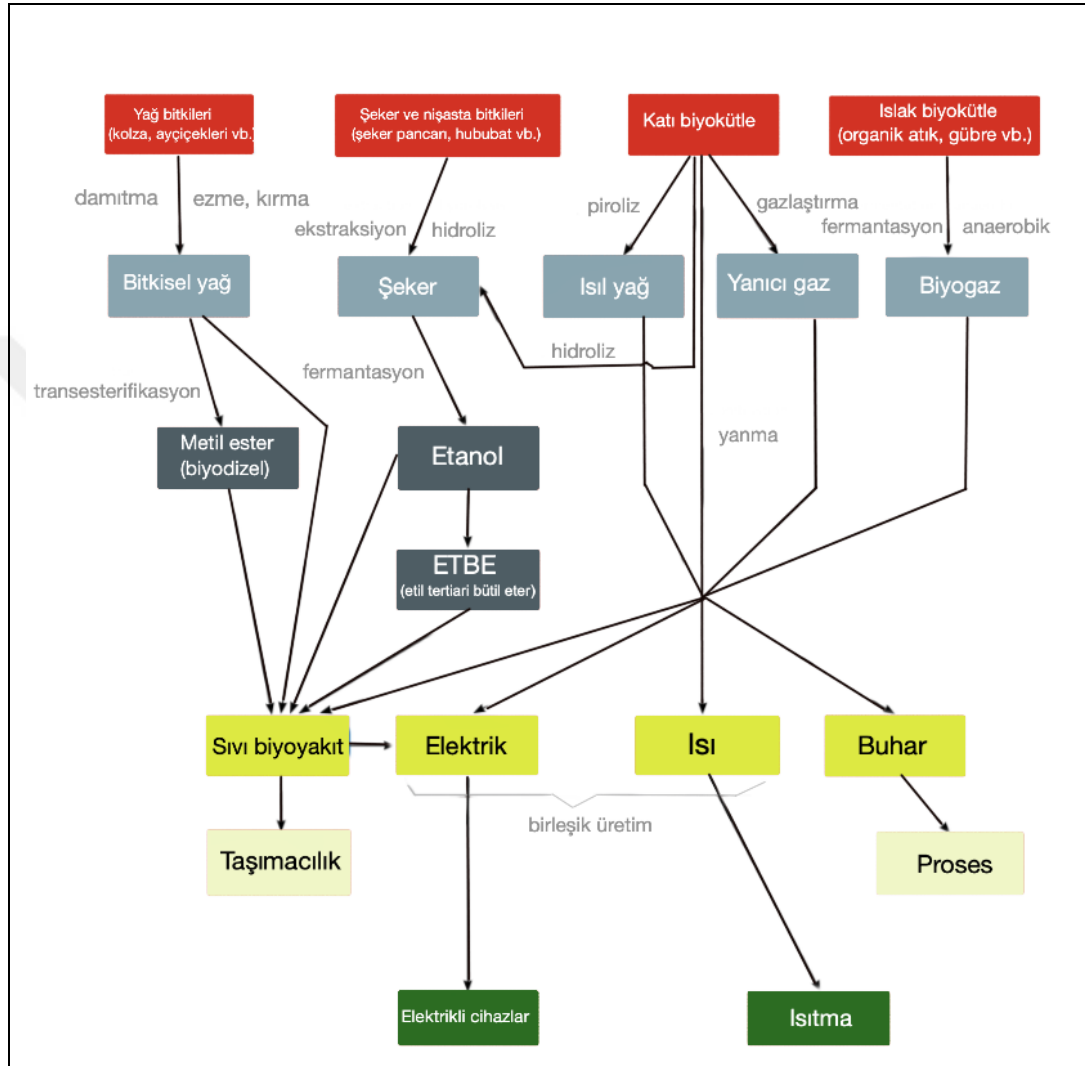 Yağ bitkileri
(kolza, ayçiçekleri vb.)
Şeker ve nişasta bitkileri
(şeker pancarı, hububat vb.)
Katı biyokütle
Islak biyokütle
(organik atık, gübre vb.)
damıtma
ezme, kırma
ekstraksiyon
hidroliz
piroliz
gazlaştırma
fermantasyon
anaerobik
Bitkisel yağ
Şeker
Isıl yağ
Yanıcı gaz
Biyogaz
hidroliz
transesterifikasyon
fermantasyon
yanma
Metil ester
(biyodizel)
Etanol
ETBE
(etil tertiari bütil eter)
Sıvı biyoyakıt
Elektrik
Isı
Buhar
birleşik üretim
Taşımacılık
Proses
Elektrikli cihazlar
Isıtma